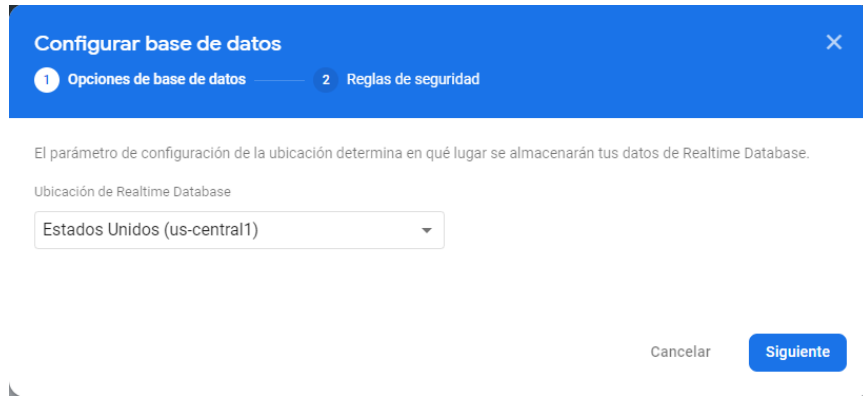 Configurar base de datos
1 Opciones de base de datos 2 Reglas de seguridad
El parámetro de configuración de la ubicación determina en qué lugar se almacenarán tus datos de Realtime Database.
Ubicación de Realtime Database
Estados Unidos (us-central1)
Cancelar Siguiente